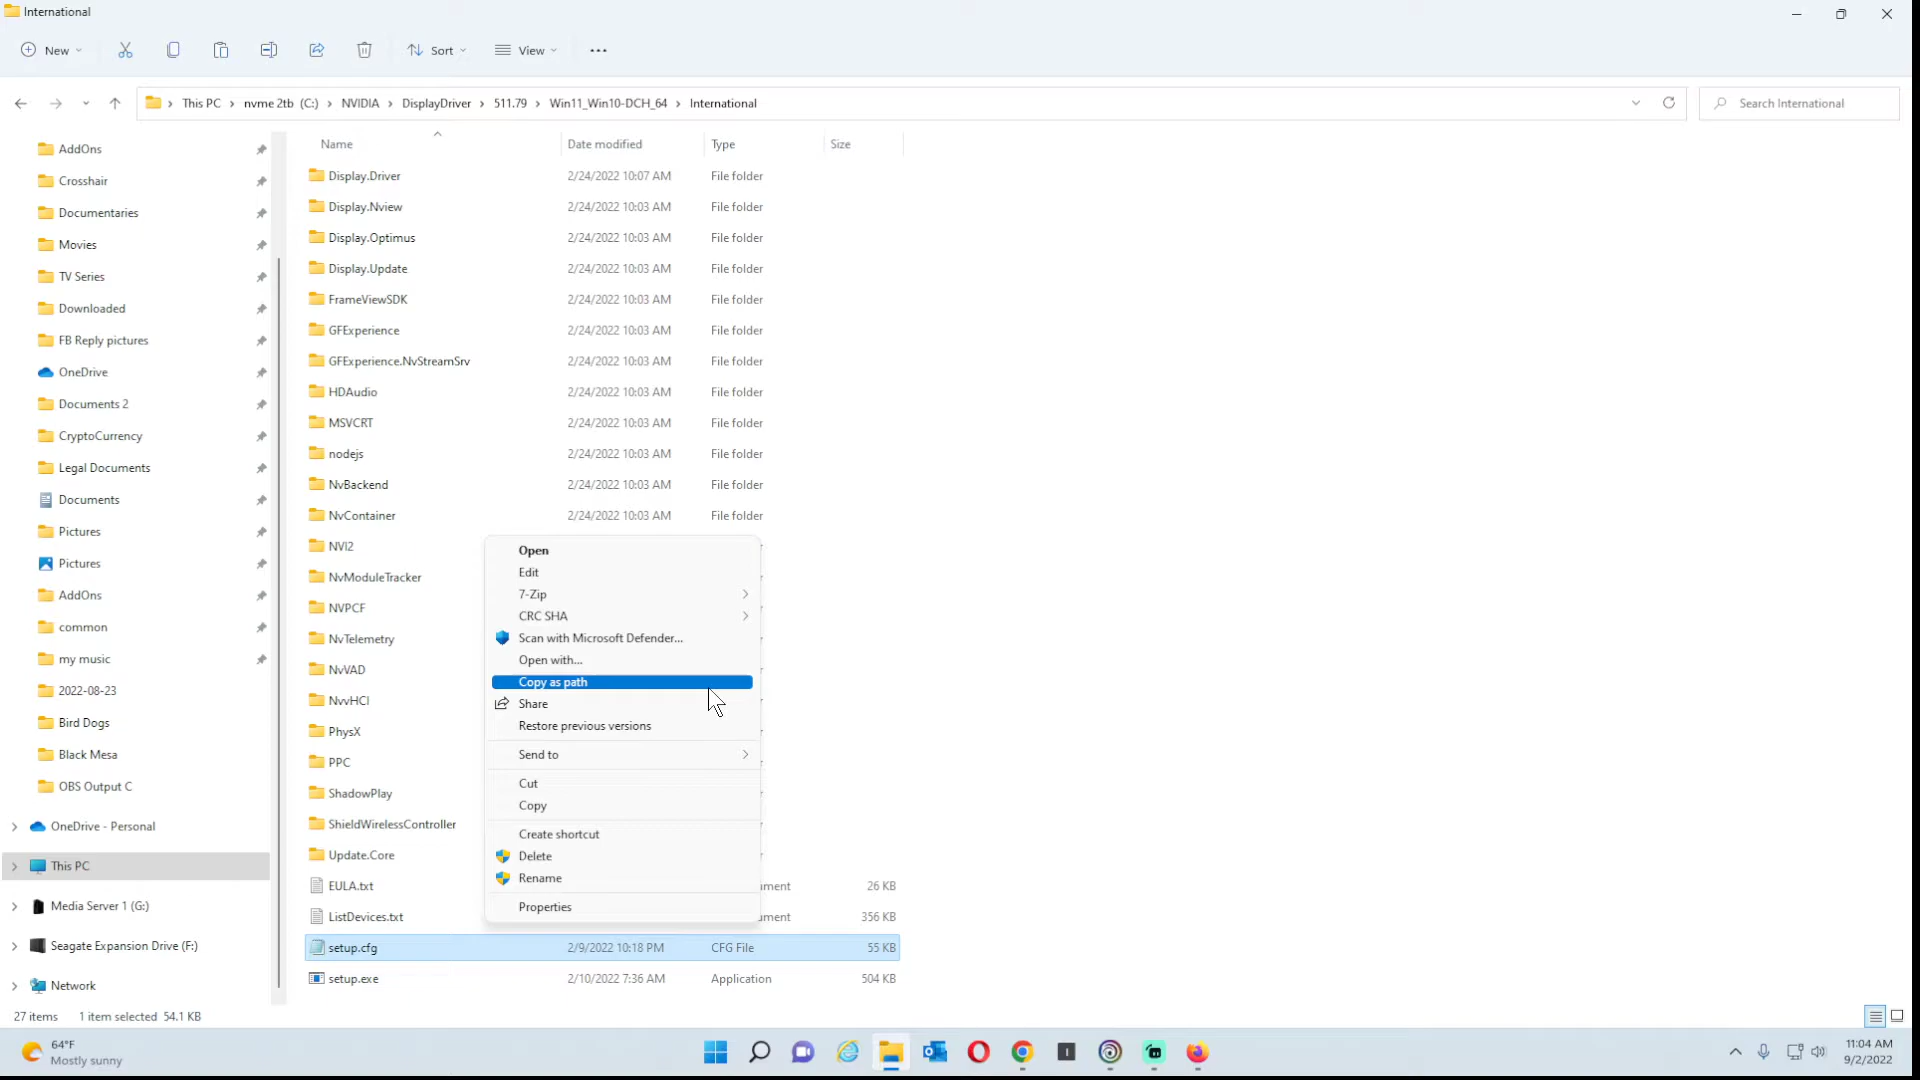 International
New
Sort
View
This PC > nvme 2tb (C:) > NVIDIA > DisplayDriver > 511.79 > Win11_Win10-DCH_64 > International
Search International
Name Date modified Type Size
AddOns
Crosshair
Documentaries
Movies
TV Series
Downloaded
FB Reply pictures
OneDrive
Documents 2
CryptoCurrency
Legal Documents
Documents
Pictures
Pictures
AddOns
common
my music
2022-08-23
Bird Dogs
Black Mesa
OBS Output C
OneDrive - Personal
This PC
Media Server 1 (G:)
Seagate Expansion Drive (F:)
Network
Display.Driver 2/24/2022 10:07 AM File folder
Display.Nview 2/24/2022 10:03 AM File folder
Display.Optimus 2/24/2022 10:03 AM File folder
Display.Update 2/24/2022 10:03 AM File folder
FrameViewSDK 2/24/2022 10:03 AM File folder
GFExperience 2/24/2022 10:03 AM File folder
GFExperience.NvStreamSrv 2/24/2022 10:03 AM File folder
HDAudio 2/24/2022 10:03 AM File folder
MSVCRT 2/24/2022 10:03 AM File folder
nodejs 2/24/2022 10:03 AM File folder
NvBackend 2/24/2022 10:03 AM File folder
NvContainer 2/24/2022 10:03 AM File folder
NVI2
NvModuleTracker
NVPCF
NvTelemetry
NvVAD
NvvHCI
PhysX
PPC
ShadowPlay
ShieldWirelessController
Update.Core
EULA.txt ument 26 KB
ListDevices.txt ument 356 KB
setup.cfg 2/9/2022 10:18 PM CFG File 55 KB
setup.exe 2/10/2022 7:36 AM Application 504 KB
Open
Edit
7-Zip
CRC SHA
Scan with Microsoft Defender...
Open with...
Copy as path
Share
Restore previous versions
Send to
Cut
Copy
Create shortcut
Delete
Rename
Properties
27 items 1 item selected 54.1 KB
64°F
Mostly sunny
11:04 AM
9/2/2022